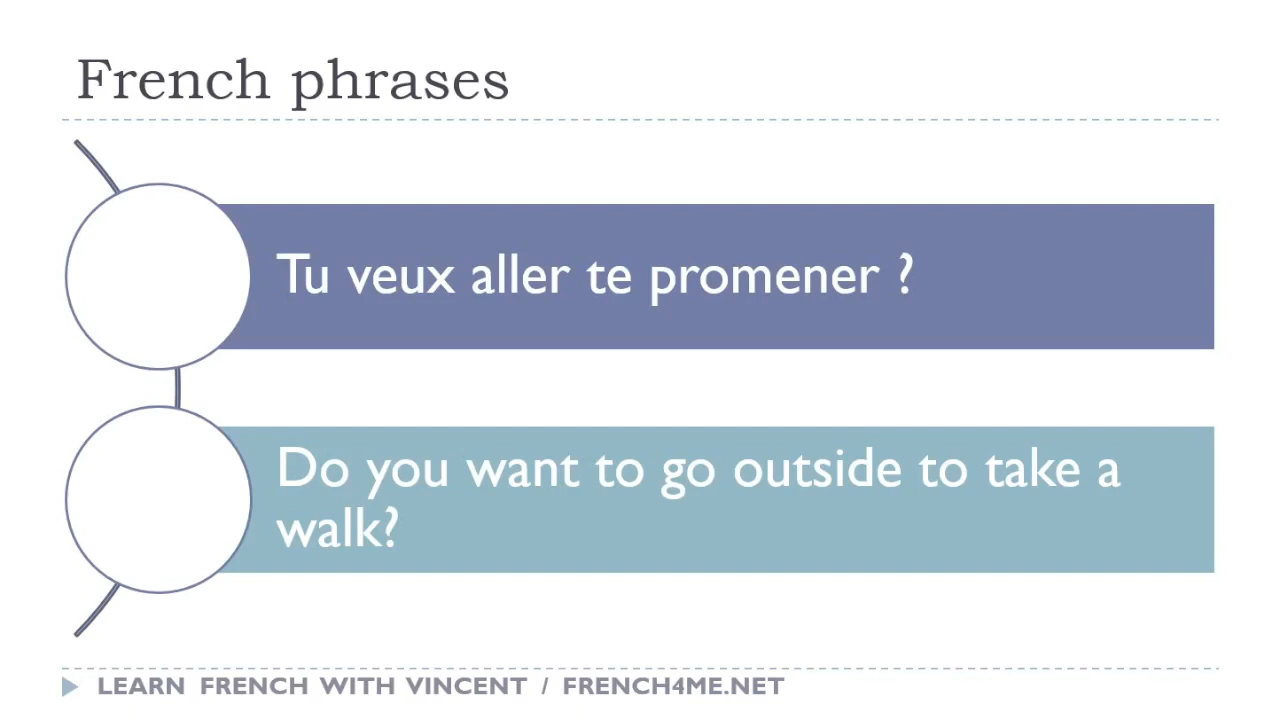 French phrases
Tu veux aller te promener ?
Do you want to go outside to take a
walk?
LEARN FRENCH WITH VINCENT / FRENCH4ME.NET